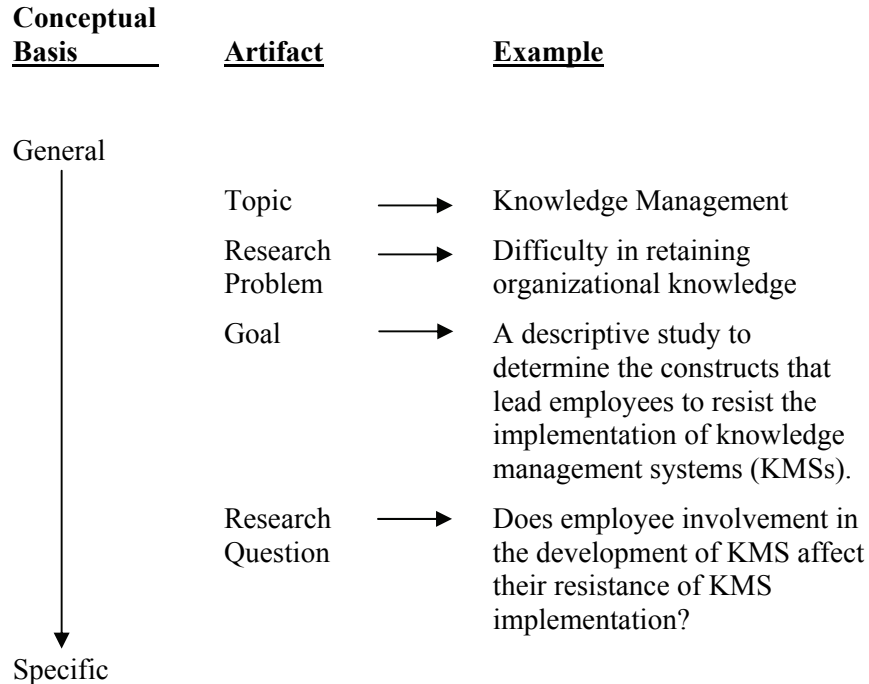 Conceptual
Basis Artifact Example
General
Topic Knowledge Management
Research Difficulty in retaining
Problem organizational knowledge
Goal A descriptive study to
determine the constructs that
lead employees to resist the
implementation of knowledge
management systems (KMSs).
Research Does employee involvement in
Question the development of KMS affect
their resistance of KMS
implementation?
Specific